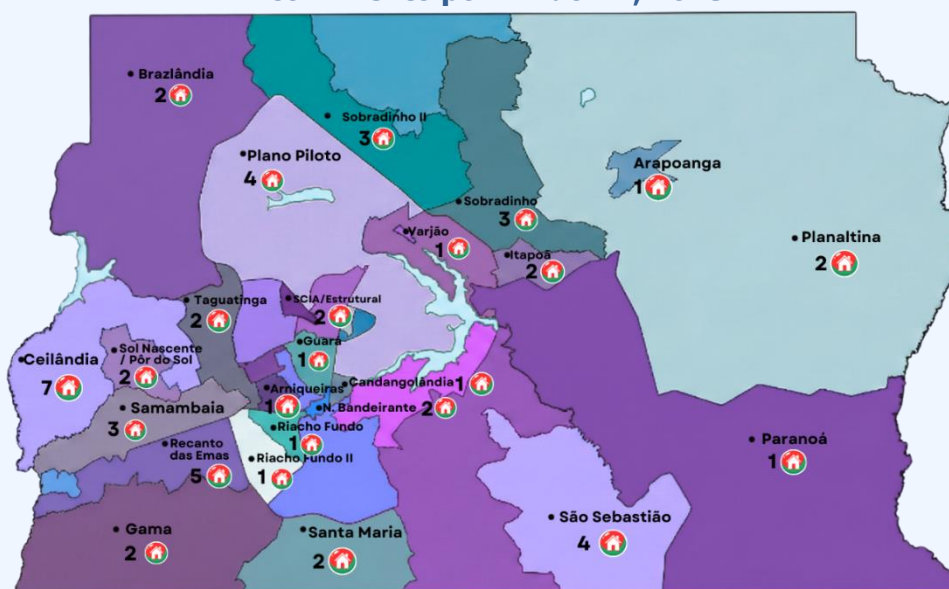 Brazlândia
2
Sobradinho II
3
Plano Piloto
4
Arapoanga
1
Sobradinho
3
Varjão
1
Itapoã
2
Planaltina
2
Taguatinga
2
SCIA/Estrutural
2
Guará
1
Ceilândia
7
Sol Nascente
/ Pôr do Sol
2
Candangolândia 1
Arniqueiras
1
N. Bandeirante 2
Samambaia
3
Riacho Fundo
1
Recanto
das Emas
5
Riacho Fundo II
1
Paranoá
1
São Sebastião
4
Gama
2
Santa Maria
2